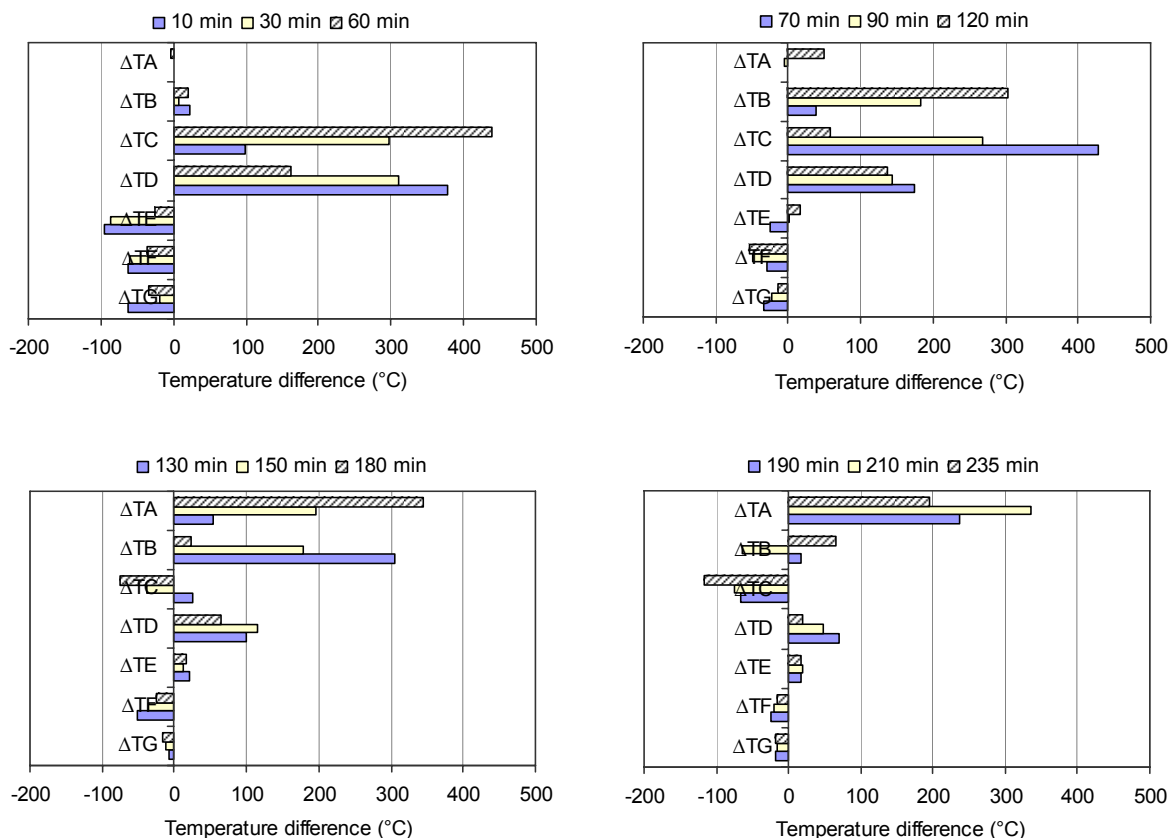 10 min 30 min 60 min
ΔTA
ΔTB
ΔTC
ΔTD
ΔTE
ΔTF
ΔTG
-200 -100 0 100 200 300 400 500
Temperature difference (°C)
70 min 90 min 120 min
ΔTA
ΔTB
ΔTC
ΔTD
ΔTE
ΔTF
ΔTG
-200 -100 0 100 200 300 400 500
Temperature difference (°C)
130 min 150 min 180 min
ΔTA
ΔTB
ΔTC
ΔTD
ΔTE
ΔTF
ΔTG
-200 -100 0 100 200 300 400 500
Temperature difference (°C)
190 min 210 min 235 min
ΔTA
ΔTB
ΔTC
ΔTD
ΔTE
ΔTF
ΔTG
-200 -100 0 100 200 300 400 500
Temperature difference (°C)